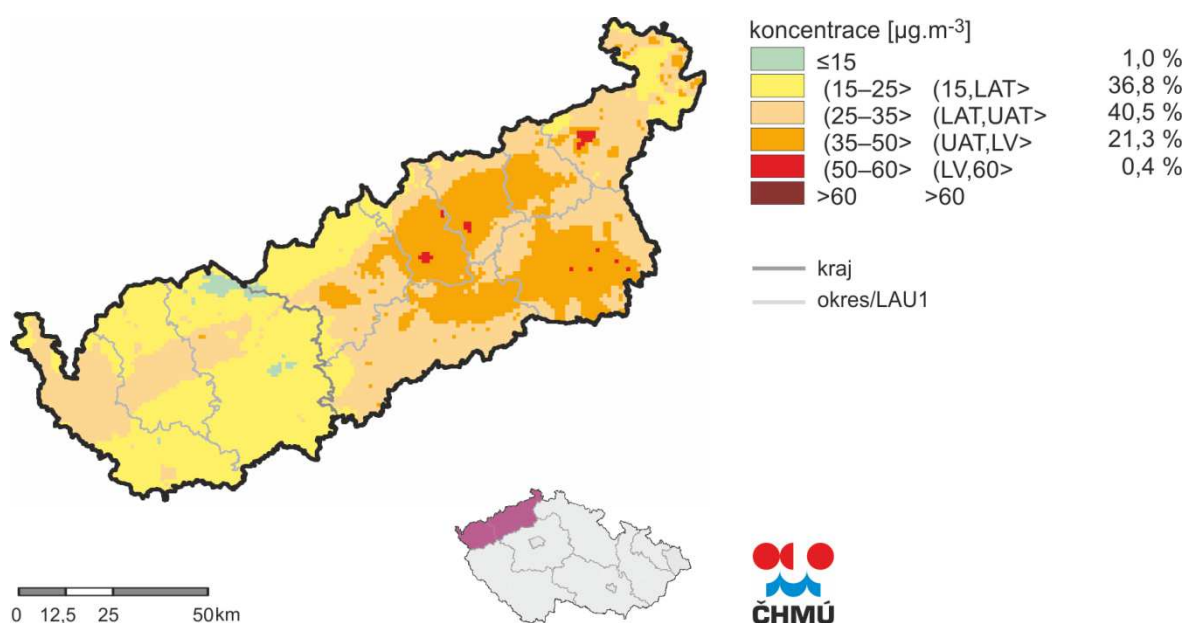 koncentrace [µg.m-3]
≤15 1,0 %
(15–25> (15,LAT> 36,8 %
(25–35> (LAT,UAT> 40,5 %
(35–50> (UAT,LV> 21,3 %
(50–60> (LV,60> 0,4 %
>60 >60
kraj
okres/LAU1
0 12,5 25 50km
ČHMÚ